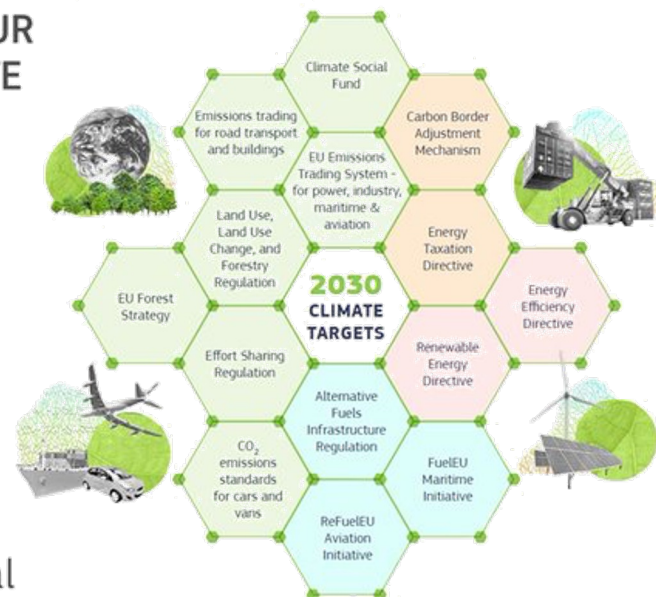 UR
TE
Climate Social
Fund
Emissions trading
for road transport
and buildings
Carbon Border
Adjustment
Mechanism
EU Emissions
Trading System -
for power, industry,
maritime &
aviation
Land Use,
Land Use
Change, and
Forestry
Regulation
Energy
Taxation
Directive
EU Forest
Strategy
2030
CLIMATE
TARGETS
Energy
Efficiency
Directive
Effort Sharing
Regulation
Renewable
Energy
Directive
Alternative
Fuels
Infrastructure
Regulation
CO₂
emissions
standards
for cars and
vans
FuelEU
Maritime
Initiative
ReFuelEU
Aviation
Initiative
al